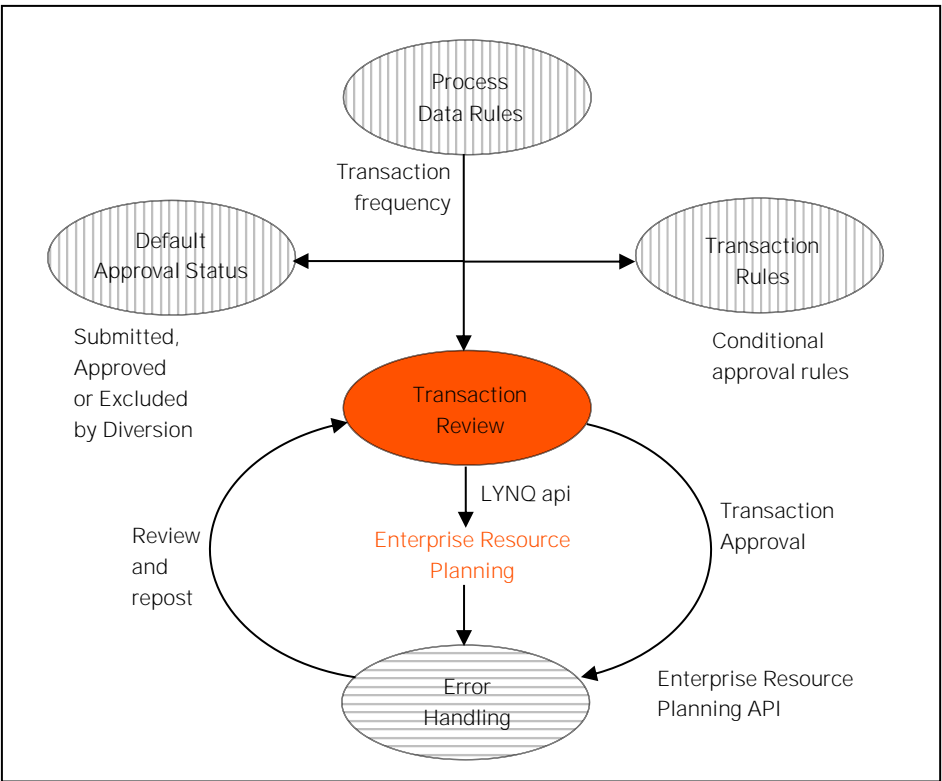 Process
Data Rules
Transaction
frequency
Default
Approval Status
Transaction
Rules
Submitted,
Approved
or Excluded
by Diversion
Conditional
approval rules
Transaction
Review
LYNQ api
Enterprise Resource
Planning
Review
and
repost
Transaction
Approval
Error
Handling
Enterprise Resource
Planning API